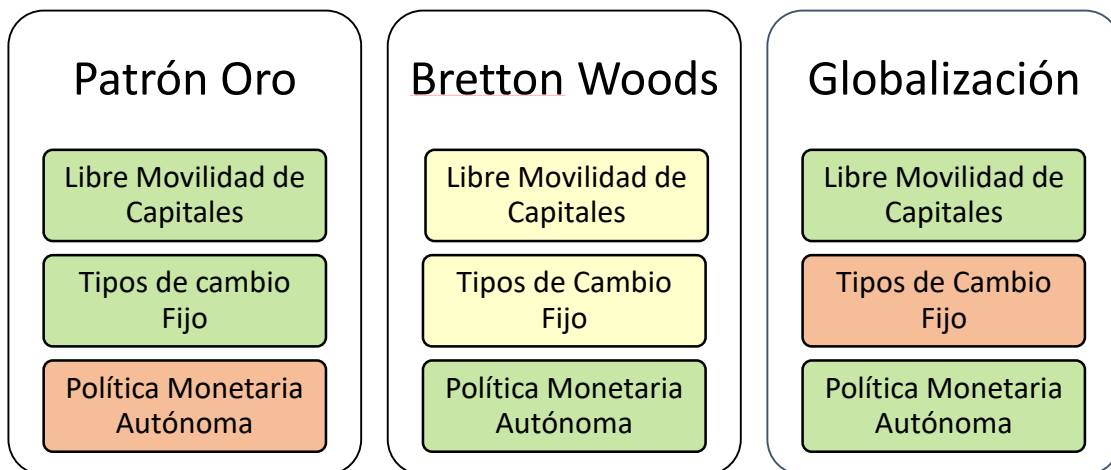 Patrón Oro
Libre Movilidad de
Capitales
Tipos de cambio
Fijo
Política Monetaria
Autónoma
Bretton Woods
Libre Movilidad de
Capitales
Tipos de Cambio
Fijo
Política Monetaria
Autónoma
Globalización
Libre Movilidad de
Capitales
Tipos de Cambio
Fijo
Política Monetaria
Autónoma